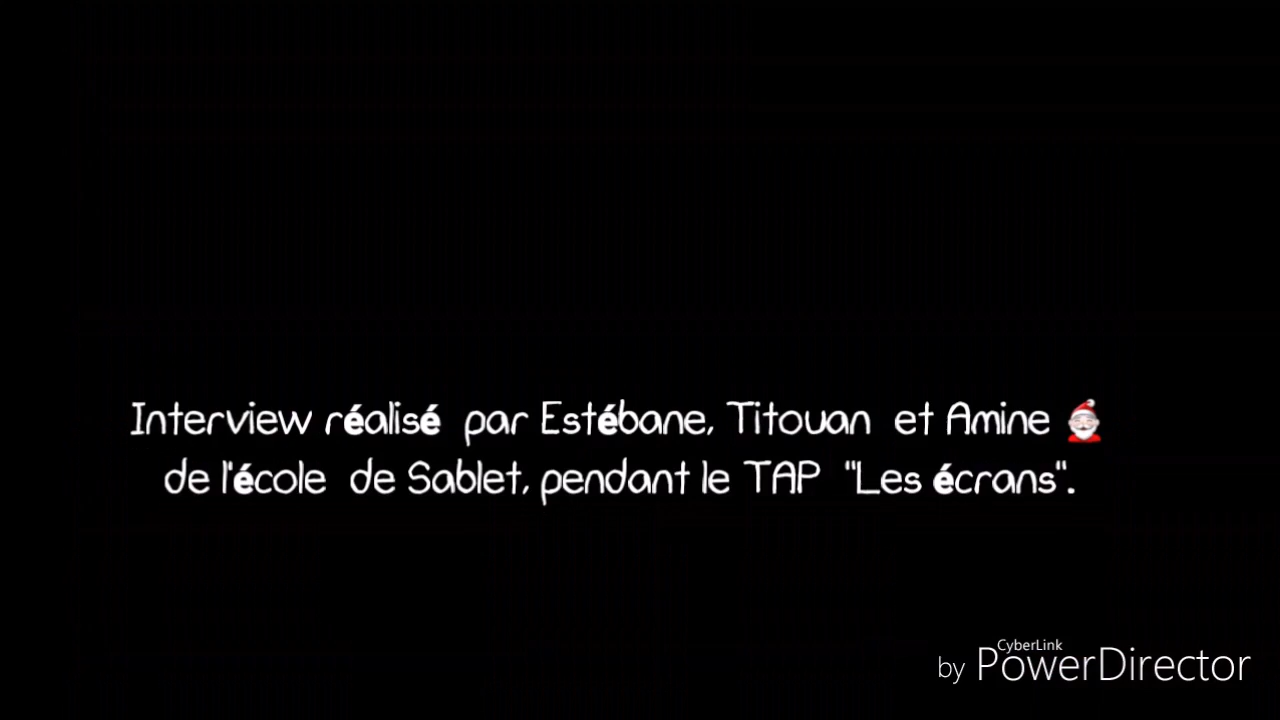 Interview réalisé par Estébane, Titouan et Amine 🎅
de l'école de Sablet, pendant le TAP "Les écrans".
CyberLink
by PowerDirector